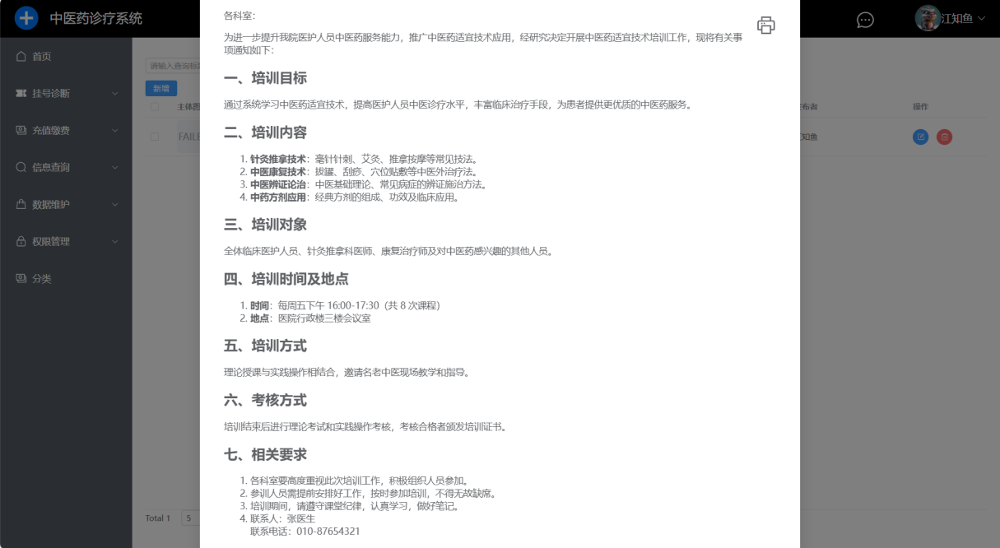 中医药诊疗系统
江知鱼
首页
挂号诊断
充值缴费
信息查询
数据维护
权限管理
分类
请输入查询标
新增
主体图
FAILE
布者
操作
知鱼
Total 1
5
各科室：
为进一步提升我院医护人员中医药服务能力，推广中医药适宜技术应用，经研究决定开展中医药适宜技术培训工作，现将有关事
项通知如下：
一、培训目标
通过系统学习中医药适宜技术，提高医护人员中医诊疗水平，丰富临床治疗手段，为患者提供更优质的中医药服务。
二、培训内容
1. 针灸推拿技术：毫针针刺、艾灸、推拿按摩等常见技法。
2. 中医康复技术：拔罐、刮痧、穴位贴敷等中医外治疗法。
3. 中医辨证论治：中医基础理论、常见病症的辨证施治方法。
4. 中药方剂应用：经典方剂的组成、功效及临床应用。
三、培训对象
全体临床医护人员、针灸推拿科医师、康复治疗师及对中医药感兴趣的其他人员。
四、培训时间及地点
1. 时间：每周五下午 16:00-17:30（共 8 次课程）
2. 地点：医院行政楼三楼会议室
五、培训方式
理论授课与实践操作相结合，邀请名老中医现场教学和指导。
六、考核方式
培训结束后进行理论考试和实践操作考核，考核合格者颁发培训证书。
七、相关要求
1. 各科室要高度重视此次培训工作，积极组织人员参加。
2. 参训人员需提前安排好工作，按时参加培训，不得无故缺席。
3. 培训期间，请遵守课堂纪律，认真学习，做好笔记。
4. 联系人：张医生
联系电话：010-87654321